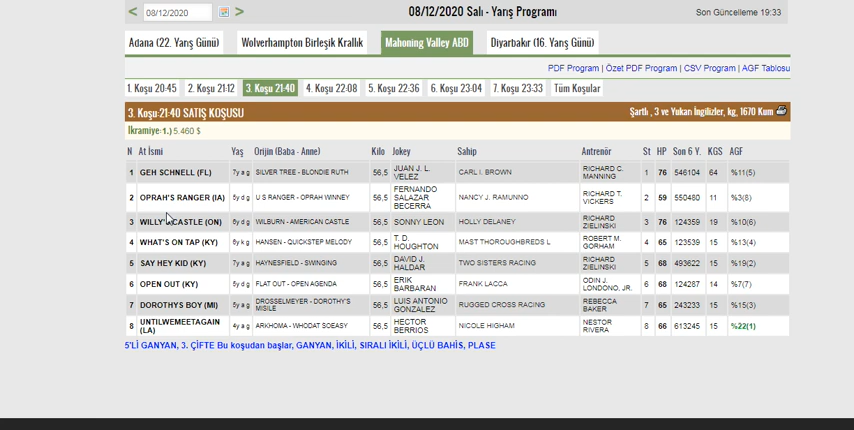 < 08/12/2020 > 08/12/2020 Salı - Yarış Programı Son Güncelleme 19:33
Adana (22. Yarış Günü) Wolverhampton Birleşik Krallık Mahoning Valley ABD Diyarbakır (16. Yarış Günü)
PDF Program | Özet PDF Program | CSV Program | AGF Tablosu
1. Koşu 20:45 2. Koşu 21:12 3. Koşu 21:40 4. Koşu 22:08 5. Koşu 22:36 6. Koşu 23:04 7. Koşu 23:33 Tüm Koşular
3. Koşu:21:40 SATIŞ KOŞUSU Şartlı , 3 ve Yukarı İngilizler, kg, 1670 Kum
İkramiye: 1.) 5.460 $
N At İsmi Yaş Orijin (Baba - Anne) Kilo Jokey Sahip Antrenör St HP Son 6 Y. KGS AGF
1 GEH SCHNELL (FL) 7y a g SILVER TREE - BLONDIE RUTH 56,5 JUAN J. L. VELEZ CARL I. BROWN RICHARD C. MANNING 1 76 546104 64 %11(5)
2 OPRAH'S RANGER (IA) 5y d g U S RANGER - OPRAH WINNEY 56,5 FERNANDO SALAZAR BECERRA NANCY J. RAMUNNO RICHARD T. VICKERS 2 59 550480 11 %3(8)
3 WILLY' CASTLE (ON) 8y d g WILBURN - AMERICAN CASTLE 56,5 SONNY LEON HOLLY DELANEY RICHARD ZIELINSKI 3 76 124359 19 %10(6)
4 WHAT'S ON TAP (KY) 6y k g HANSEN - QUICKSTEP MELODY 56,5 T. D. HOUGHTON MAST THOROUGHBREDS L ROBERT M. GORHAM 4 65 123539 15 %13(4)
5 SAY HEY KID (KY) 7y a g HAYNESFIELD - SWINGING 56,5 DAVID J. HALDAR TWO SISTERS RACING RICHARD ZIELINSKI 5 68 493622 15 %19(2)
6 OPEN OUT (KY) 5y d g FLAT OUT - OPEN AGENDA 56,5 ERIK BARBARAN FRANK LACCA ODIN J. LONDONO, JR. 6 68 124287 14 %7(7)
7 DOROTHYS BOY (MI) 5y a g DROSSELMEYER - DOROTHY'S MISILE 56,5 LUIS ANTONIO GONZALEZ RUGGED CROSS RACING REBECCA BAKER 7 65 243233 15 %15(3)
8 UNTILWEMEETAGAIN (LA) 4y a g ARKHOMA - WHODAT SOEASY 56,5 HECTOR BERRIOS NICOLE HIGHAM NESTOR RIVERA 8 66 613245 15 %22(1)
5'Lİ GANYAN, 3. ÇİFTE Bu koşudan başlar, GANYAN, İKİLİ, SIRALI İKİLİ, ÜÇLÜ BAHİS, PLASE